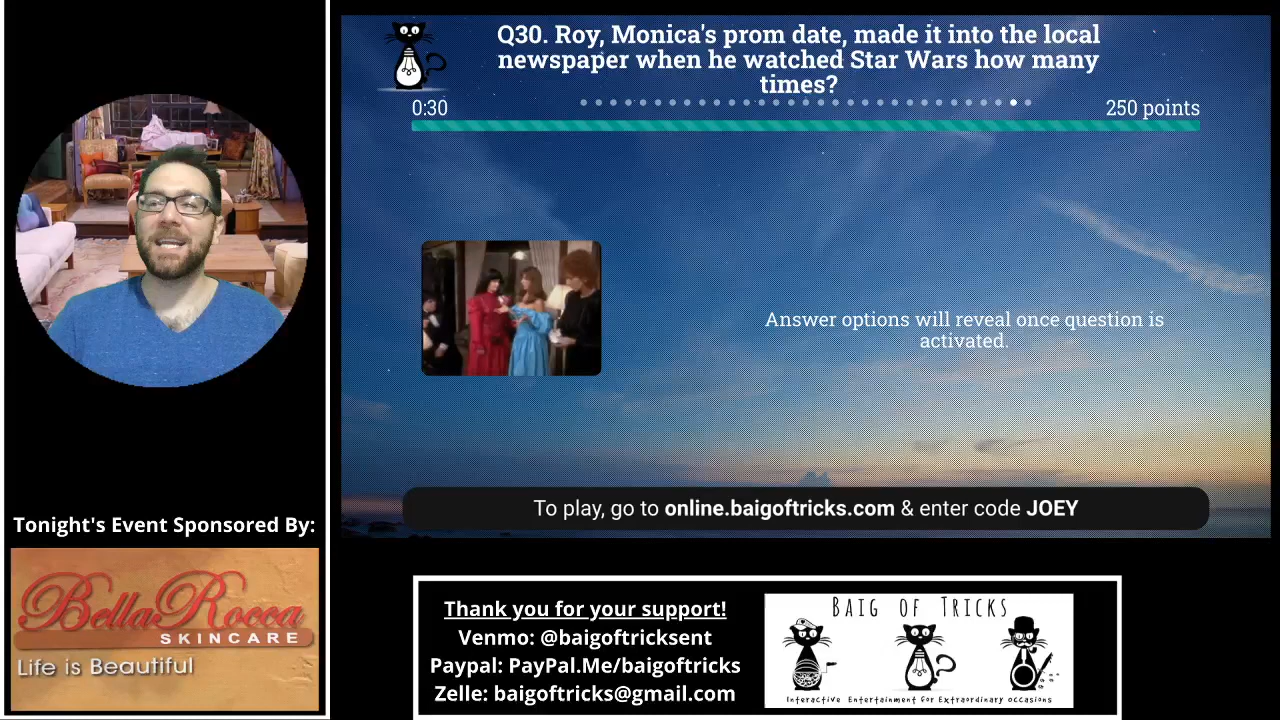 Q30. Roy, Monica's prom date, made it into the local
newspaper when he watched Star Wars how many
times?
0:30
250 points
Answer options will reveal once question is
activated.
To play, go to online.baigoftricks.com & enter code JOEY
Tonight's Event Sponsored By:
BellaRocca
SKINCARE
Life is Beautiful
Thank you for your support!
Venmo: @baigoftricksent
Paypal: PayPal.Me/baigoftricks
Zelle: baigoftricks@gmail.com
BAIG OF TRICKS
Interactive Entertainment for Extraordinary occasions